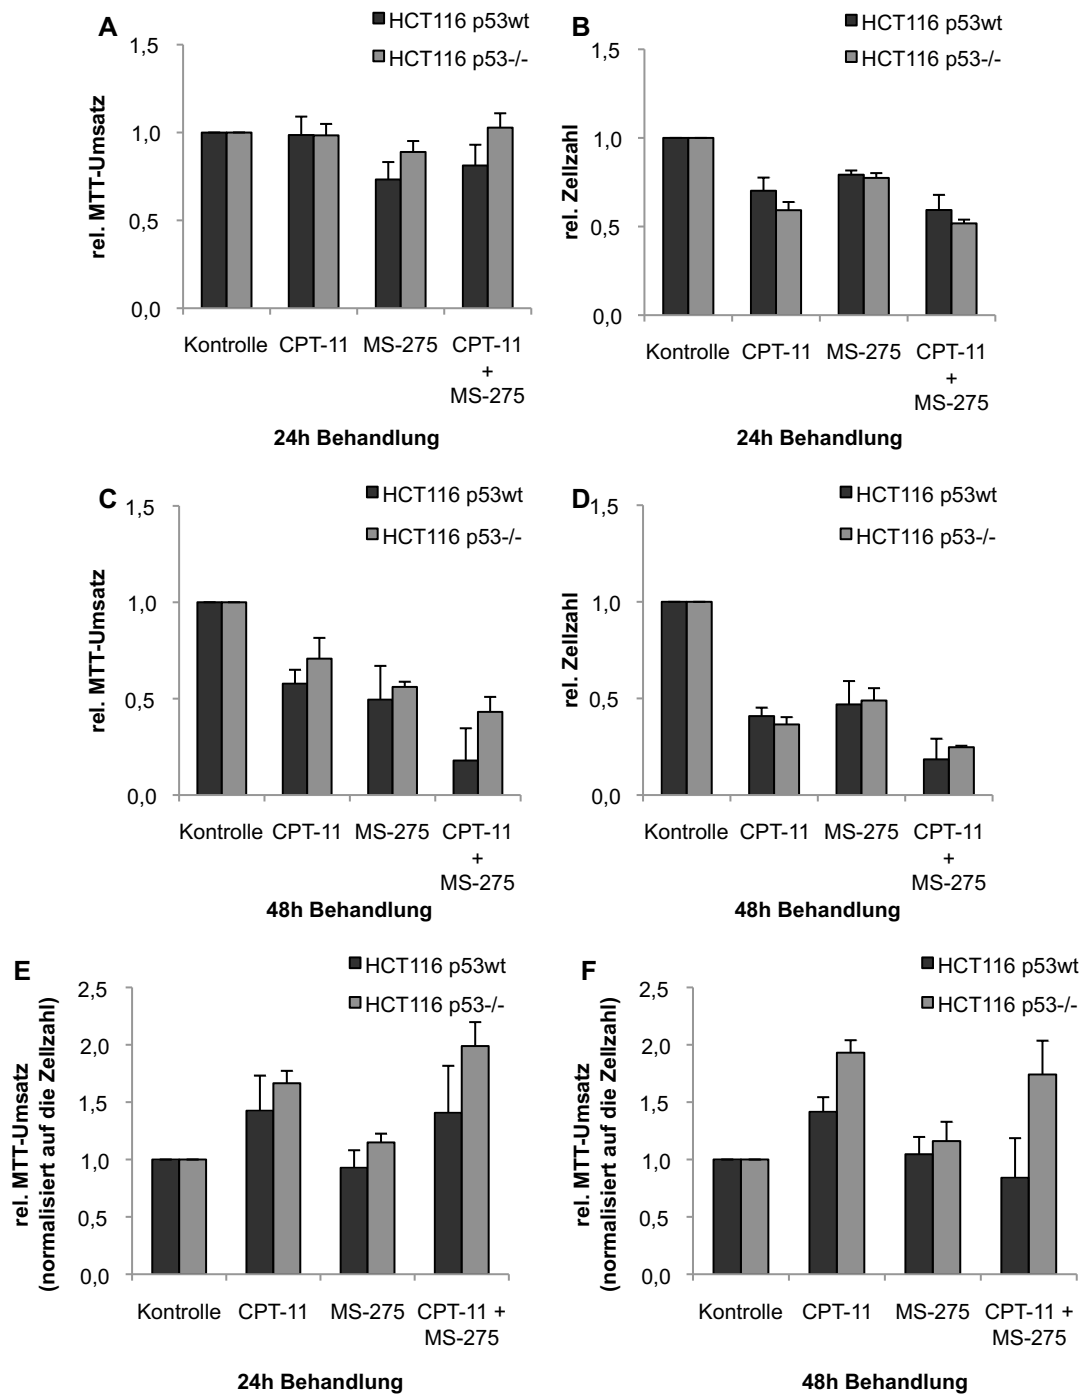 A
HCT116 p53wt
HCT116 p53-/-
rel. MTT-Umsatz
1,5
1,0
0,5
0,0
Kontrolle CPT-11 MS-275 CPT-11
+
MS-275
24h Behandlung
B
HCT116 p53wt
HCT116 p53-/-
rel. Zellzahl
1,5
1,0
0,5
0,0
Kontrolle CPT-11 MS-275 CPT-11
+
MS-275
24h Behandlung
C
HCT116 p53wt
HCT116 p53-/-
rel. MTT-Umsatz
1,5
1,0
0,5
0,0
Kontrolle CPT-11 MS-275 CPT-11
+
MS-275
48h Behandlung
D
HCT116 p53wt
HCT116 p53-/-
rel. Zellzahl
1,5
1,0
0,5
0,0
Kontrolle CPT-11 MS-275 CPT-11
+
MS-275
48h Behandlung
E
HCT116 p53wt
HCT116 p53-/-
rel. MTT-Umsatz
(normalisiert auf die Zellzahl)
2,5
2,0
1,5
1,0
0,5
0,0
Kontrolle CPT-11 MS-275 CPT-11 +
MS-275
24h Behandlung
F
HCT116 p53wt
HCT116 p53-/-
rel. MTT-Umsatz
(normalisiert auf die Zellzahl)
2,5
2,0
1,5
1,0
0,5
0,0
Kontrolle CPT-11 MS-275 CPT-11 +
MS-275
48h Behandlung